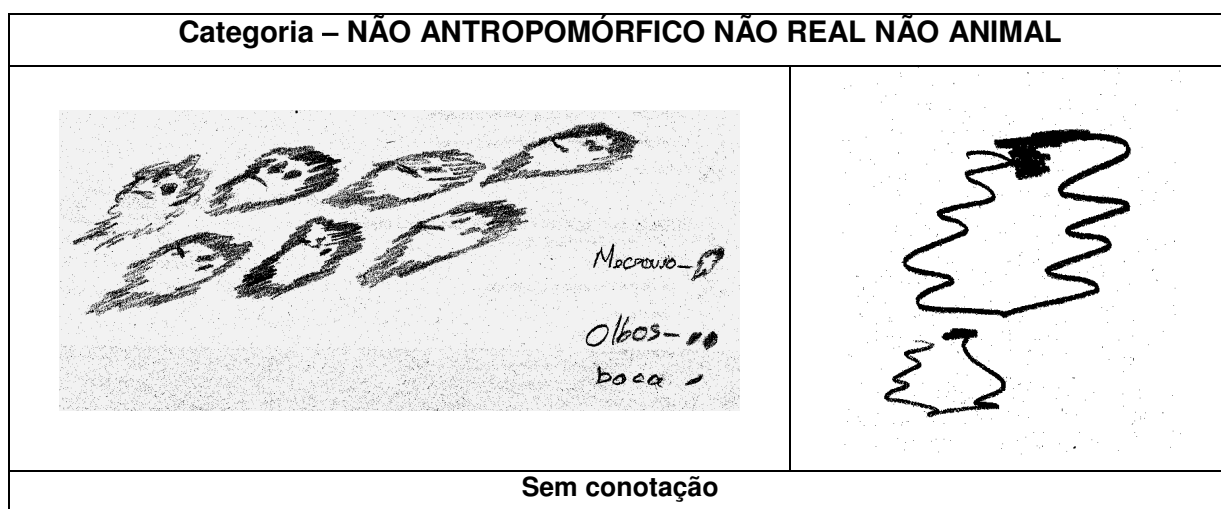 Categoria – NÃO ANTROPOMÓRFICO NÃO REAL NÃO ANIMAL
Olhos-
boca
Sem conotação